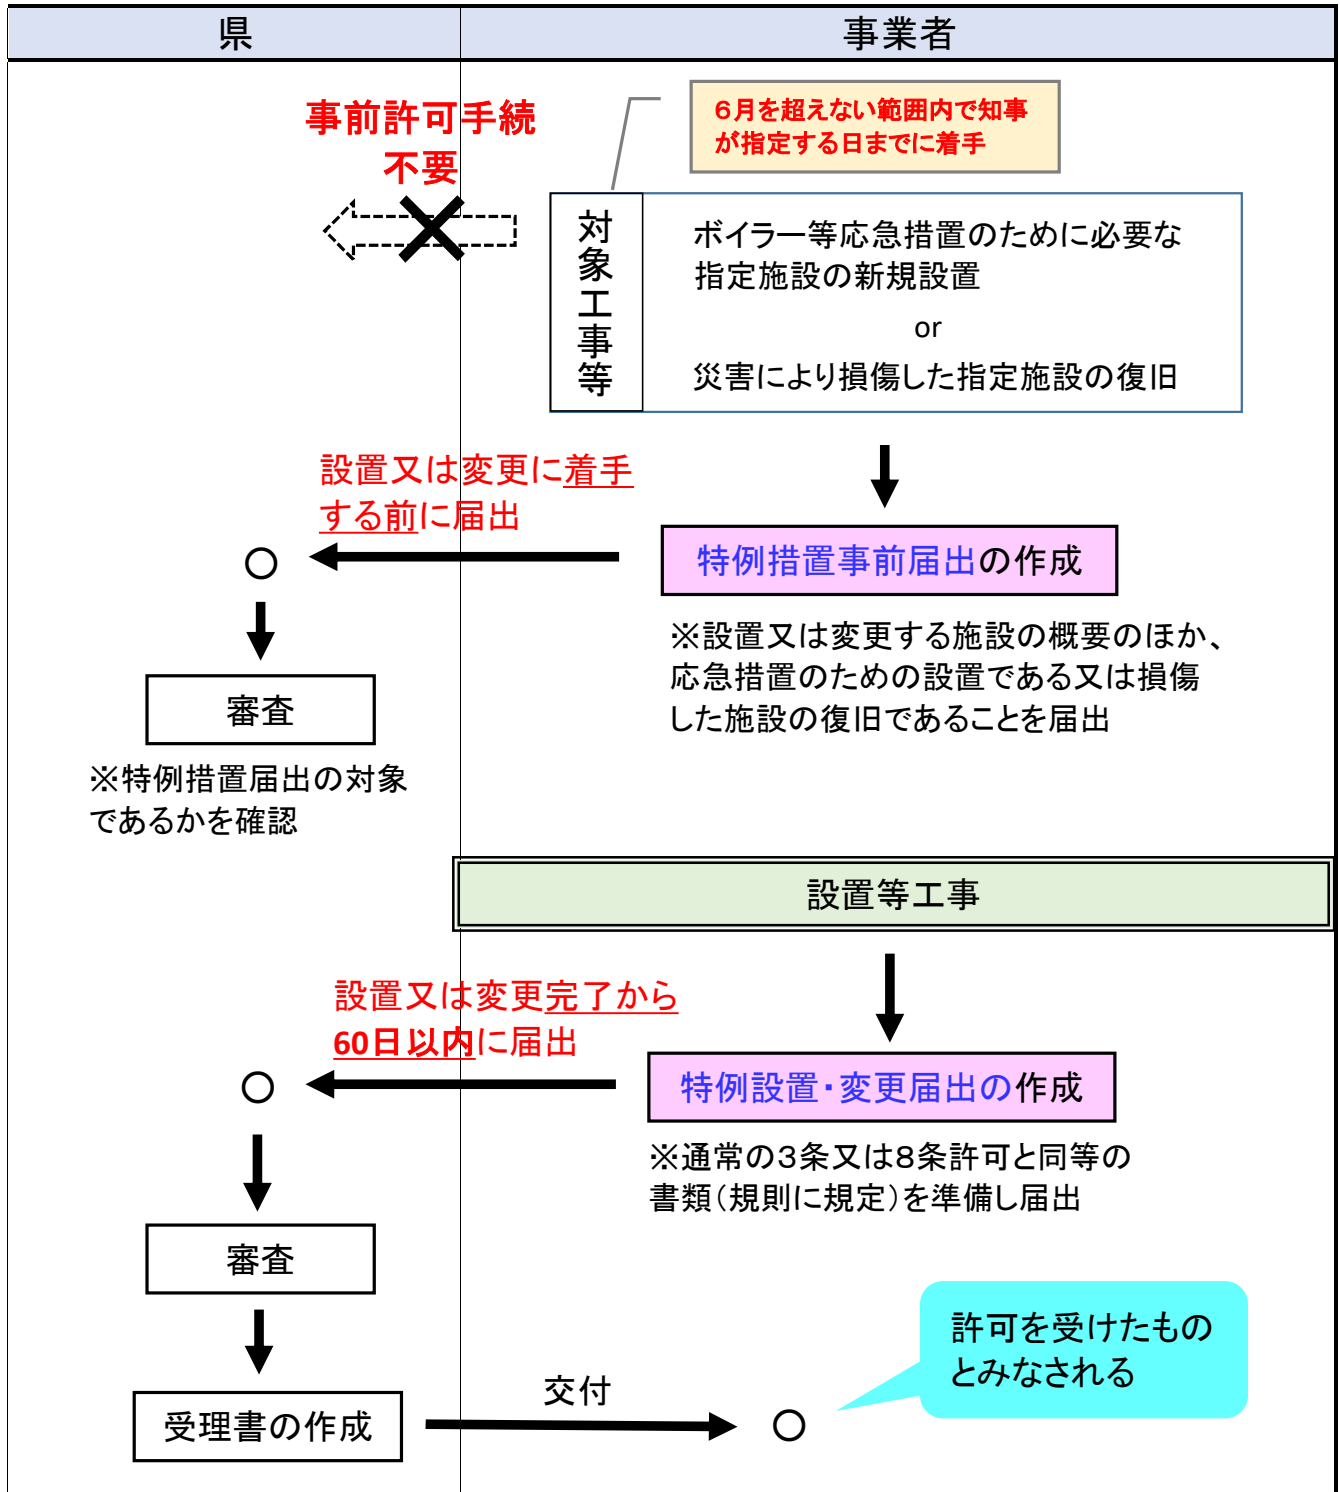 県
事業者
事前許可手続
不要
６月を超えない範囲内で知事
が指定する日までに着手
対象工事等
ボイラー等応急措置のために必要な
指定施設の新規設置
or
災害により損傷した指定施設の復旧
設置又は変更に着手
する前に届出
特例措置事前届出の作成
※設置又は変更する施設の概要のほか、
応急措置のための設置である又は損傷
した施設の復旧であることを届出
審査
※特例措置届出の対象
であるかを確認
設置等工事
設置又は変更完了から
60日以内に届出
特例設置・変更届出の作成
※通常の３条又は８条許可と同等の
書類（規則に規定）を準備し届出
審査
許可を受けたもの
とみなされる
交付
受理書の作成